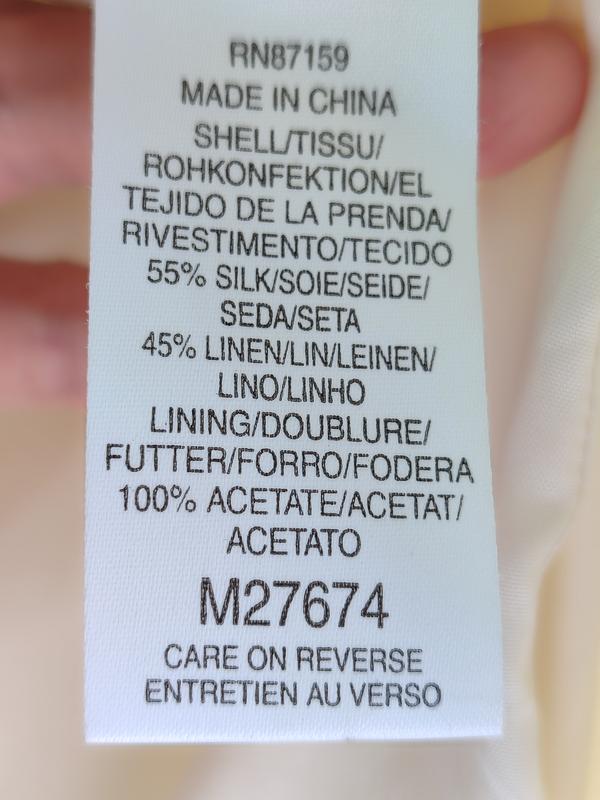 RN87159
MADE IN CHINA
SHELL/TISSU/
ROHKONFEKTION/EL
TEJIDO DE LA PRENDA/
RIVESTIMENTO/TECIDO
55% SILK/SOIE/SEIDE/
SEDA/SETA
45% LINEN/LIN/LEINEN/
LINO/LINHO
LINING/DOUBLURE/
FUTTER/FORRO/FODERA
100% ACETATE/ACETAT/
ACETATO
M27674
CARE ON REVERSE
ENTRETIEN AU VERSO